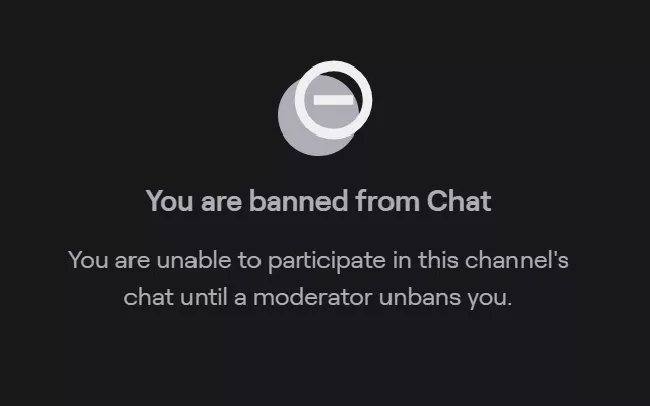 You are banned from Chat
You are unable to participate in this channel's
chat until a moderator unbans you.